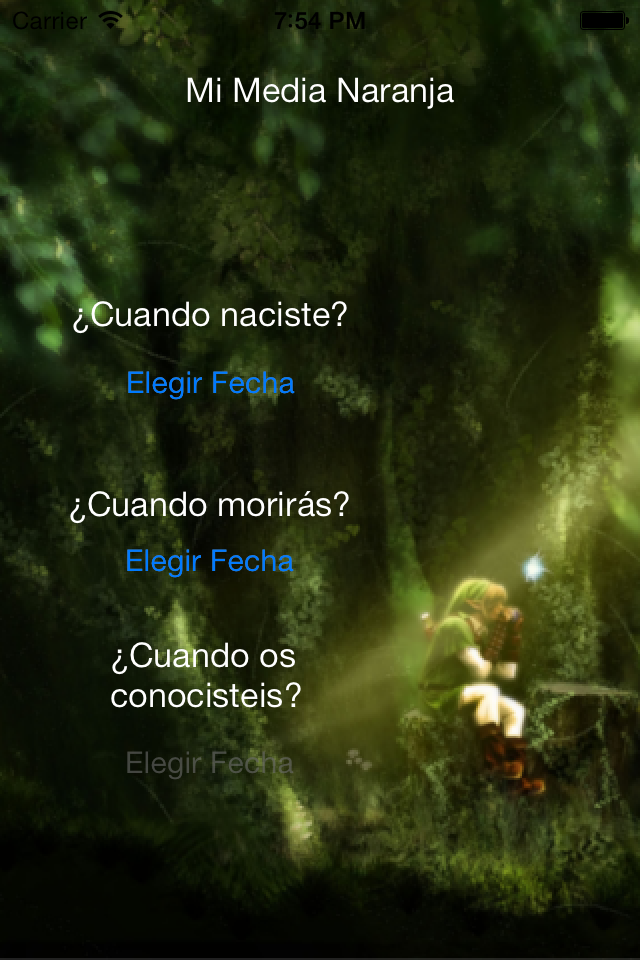 Carrier 7:54 PM
Mi Media Naranja
¿Cuando naciste?
Elegir Fecha
¿Cuando morirás?
Elegir Fecha
¿Cuando os
conocisteis?
Elegir Fecha